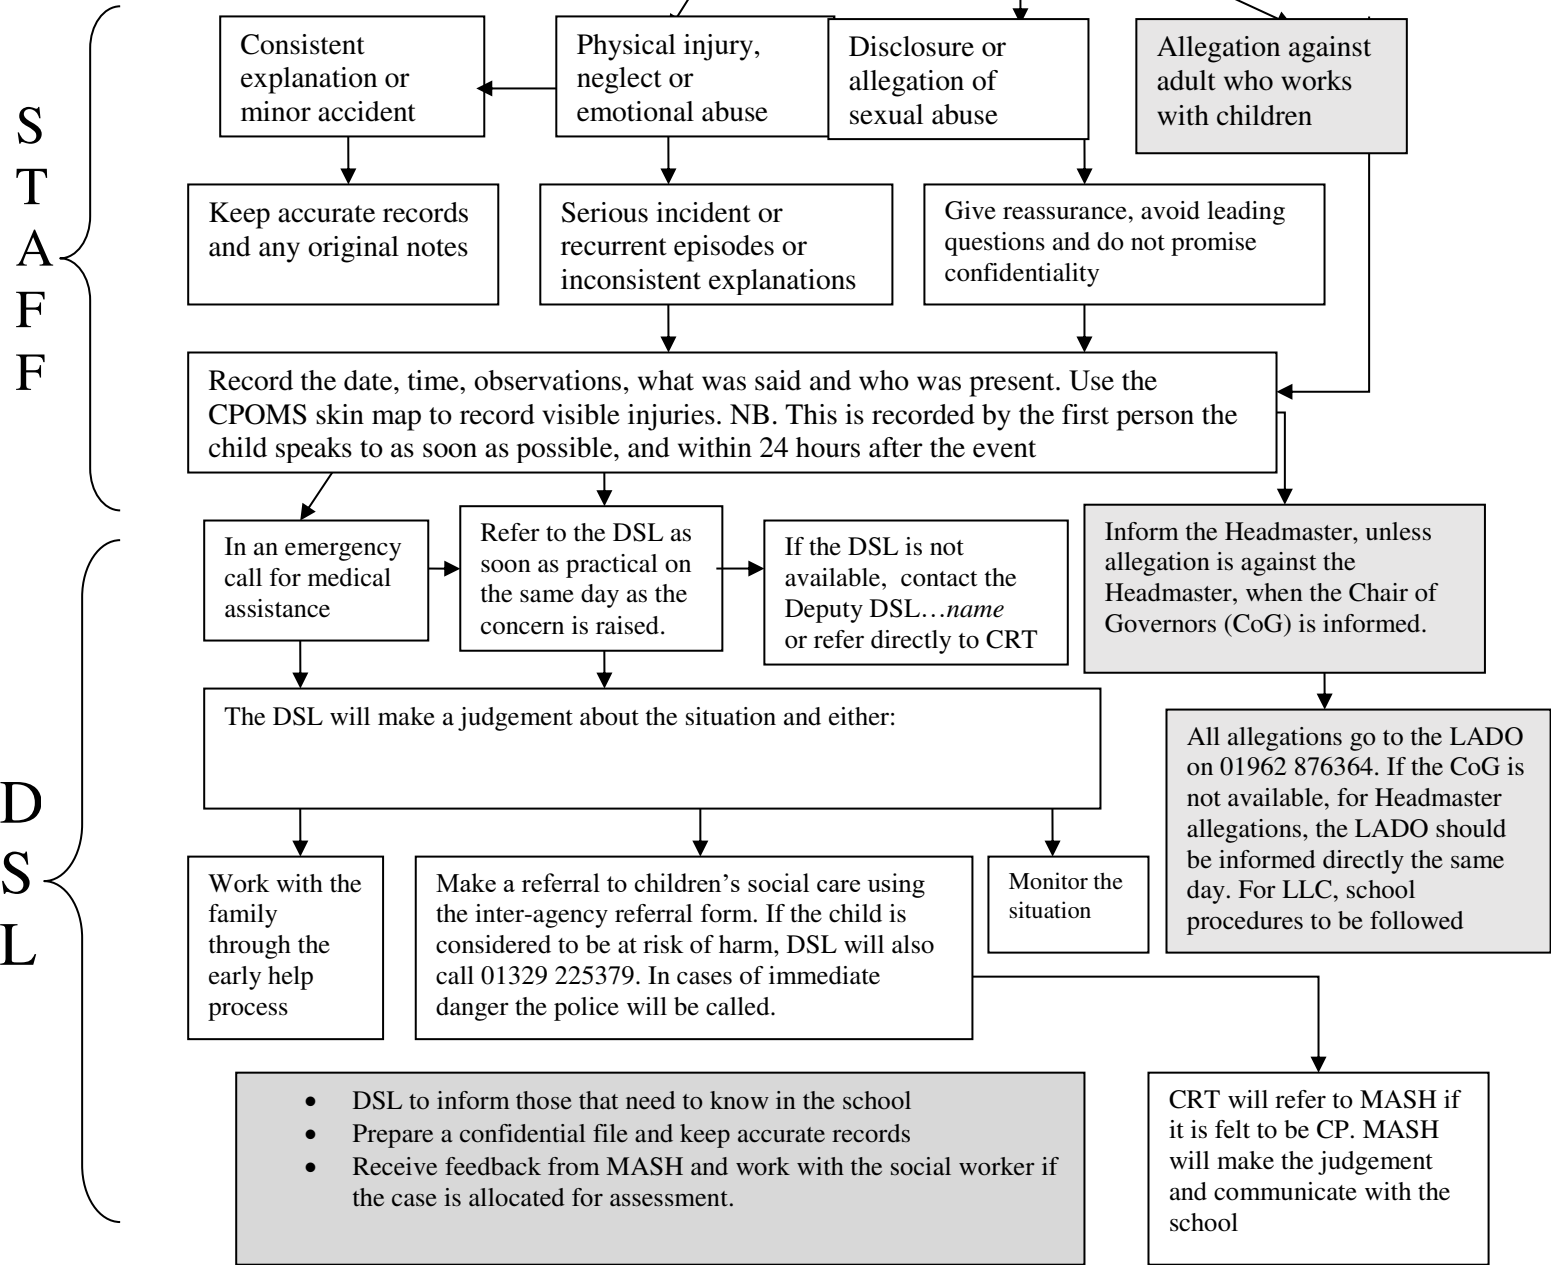 S
T
A
F
F
Consistent
explanation or
minor accident
Physical injury,
neglect or
emotional abuse
Disclosure or
allegation of
sexual abuse
Allegation against
adult who works
with children
Keep accurate records
and any original notes
Serious incident or
recurrent episodes or
inconsistent explanations
Give reassurance, avoid leading
questions and do not promise
confidentiality
Record the date, time, observations, what was said and who was present. Use the
CPOMS skin map to record visible injuries. NB. This is recorded by the first person the
child speaks to as soon as possible, and within 24 hours after the event
D
S
L
In an emergency
call for medical
assistance
Refer to the DSL as
soon as practical on
the same day as the
concern is raised.
If the DSL is not
available,  contact the
Deputy DSL…name
or refer directly to CRT
Inform the Headmaster, unless
allegation is against the
Headmaster, when the Chair of
Governors (CoG) is informed.
The DSL will make a judgement about the situation and either:
All allegations go to the LADO
on 01962 876364. If the CoG is
not available, for Headmaster
allegations, the LADO should
be informed directly the same
day. For LLC, school
procedures to be followed
Work with the
family
through the
early help
process
Make a referral to children’s social care using
the inter-agency referral form. If the child is
considered to be at risk of harm, DSL will also
call 01329 225379. In cases of immediate
danger the police will be called.
Monitor the
situation
• DSL to inform those that need to know in the school
• Prepare a confidential file and keep accurate records
• Receive feedback from MASH and work with the social worker if
the case is allocated for assessment.
CRT will refer to MASH if
it is felt to be CP. MASH
will make the judgement
and communicate with the
school